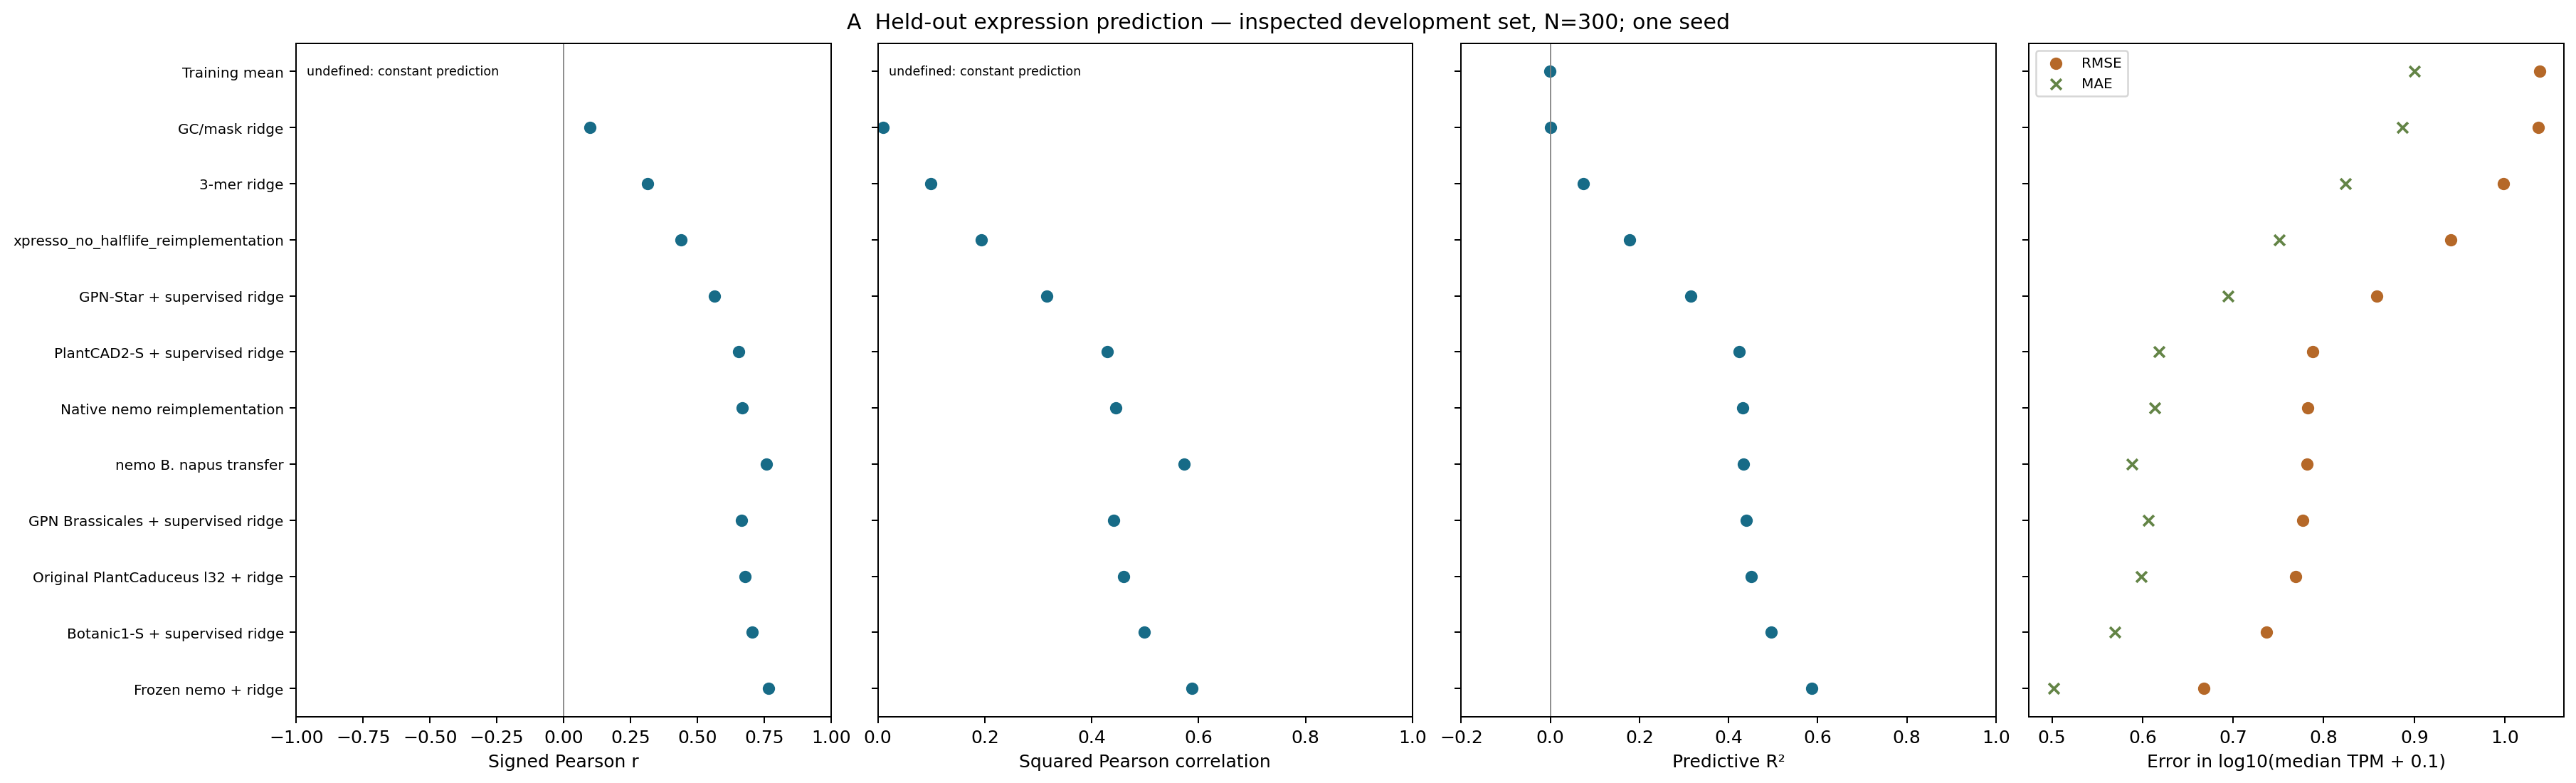 A  Held-out expression prediction — inspected development set, N=300; one seed
Training mean
GC/mask ridge
3-mer ridge
xpresso_no_halflife_reimplementation
GPN-Star + supervised ridge
PlantCAD2-S + supervised ridge
Native nemo reimplementation
nemo B. napus transfer
GPN Brassicales + supervised ridge
Original PlantCaduceus l32 + ridge
Botanic1-S + supervised ridge
Frozen nemo + ridge
undefined: constant prediction
−1.00 −0.75 −0.50 −0.25 0.00 0.25 0.50 0.75 1.00
Signed Pearson r
undefined: constant prediction
0.0 0.2 0.4 0.6 0.8 1.0
Squared Pearson correlation
−0.2 0.0 0.2 0.4 0.6 0.8 1.0
Predictive R²
RMSE
MAE
0.5 0.6 0.7 0.8 0.9 1.0
Error in log10(median TPM + 0.1)